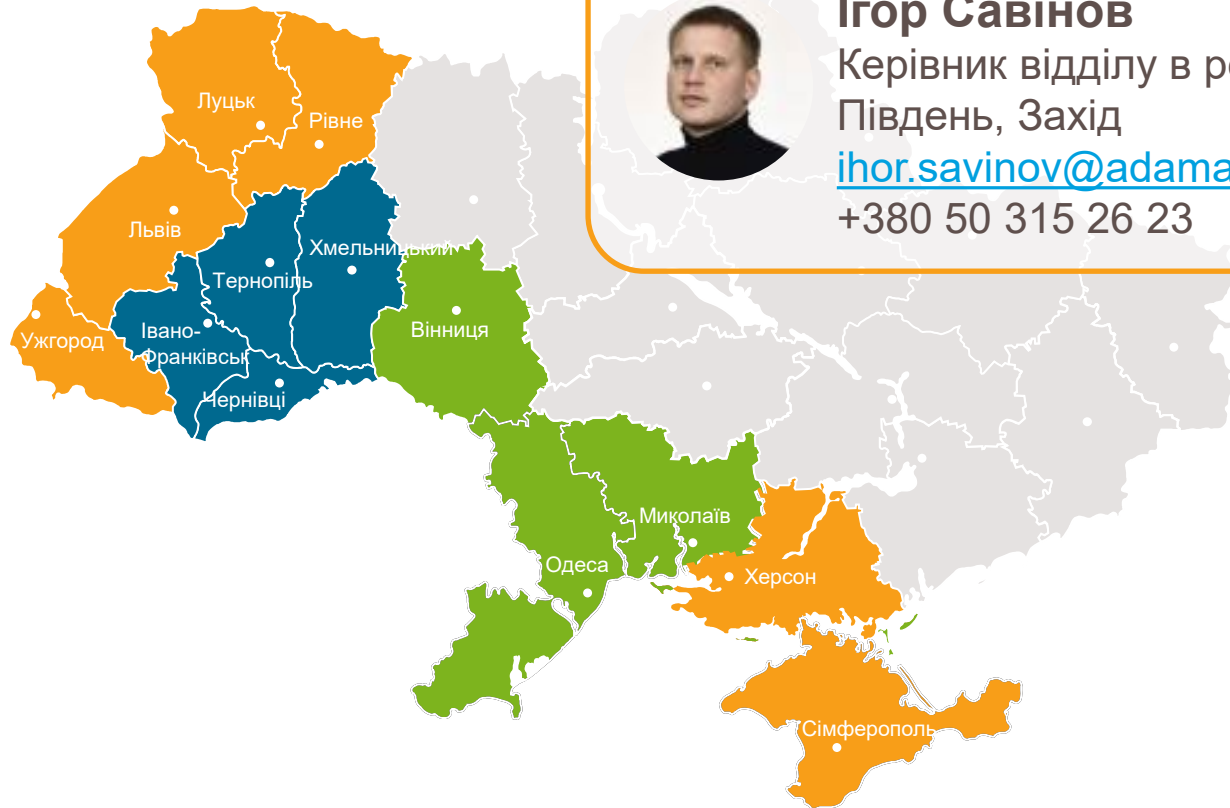 Ігор Савінов
Керівник відділу в
Південь, Захід
ihor.savinov@adama
+380 50 315 26 23
Луцьк
Рівне
Львів
Хмельницький
Тернопіль
Ужгород
Івано-
Франківськ
Чернівці
Вінниця
Миколаїв
Одеса
Херсон
Сімферополь